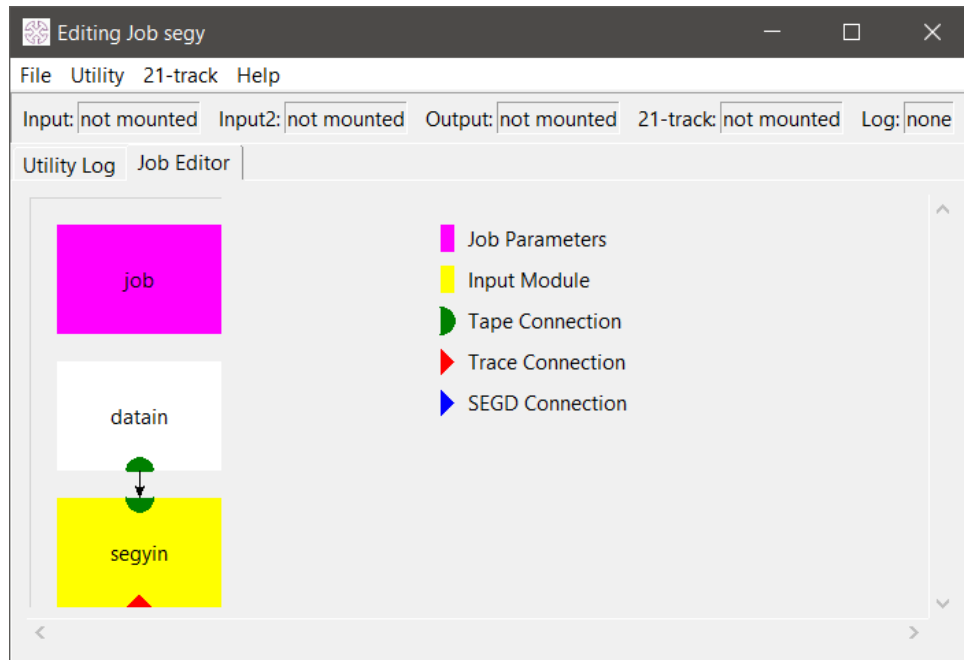 Editing Job segy
File Utility 21-track Help
Input: not mounted Input2: not mounted Output: not mounted 21-track: not mounted Log: none
Utility Log Job Editor
job
Job Parameters
Input Module
Tape Connection
Trace Connection
SEGD Connection
datain
segyin